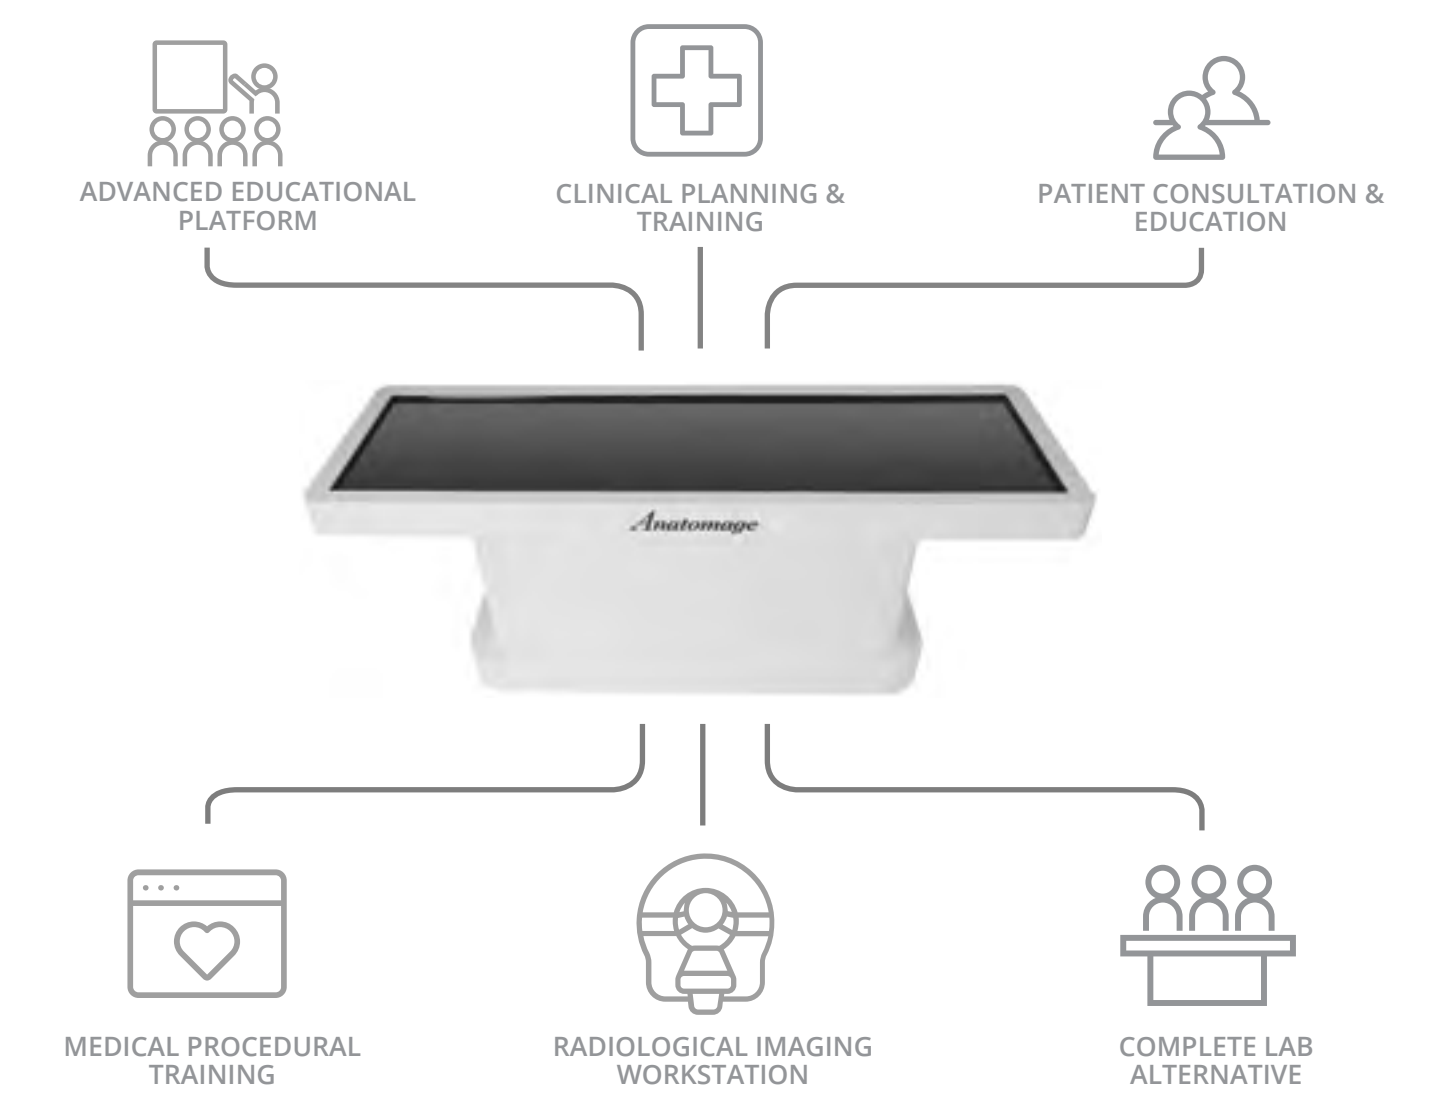 ADVANCED EDUCATIONAL
PLATFORM
CLINICAL PLANNING &
TRAINING
PATIENT CONSULTATION &
EDUCATION
Anatomage
MEDICAL PROCEDURAL
TRAINING
RADIOLOGICAL IMAGING
WORKSTATION
COMPLETE LAB
ALTERNATIVE